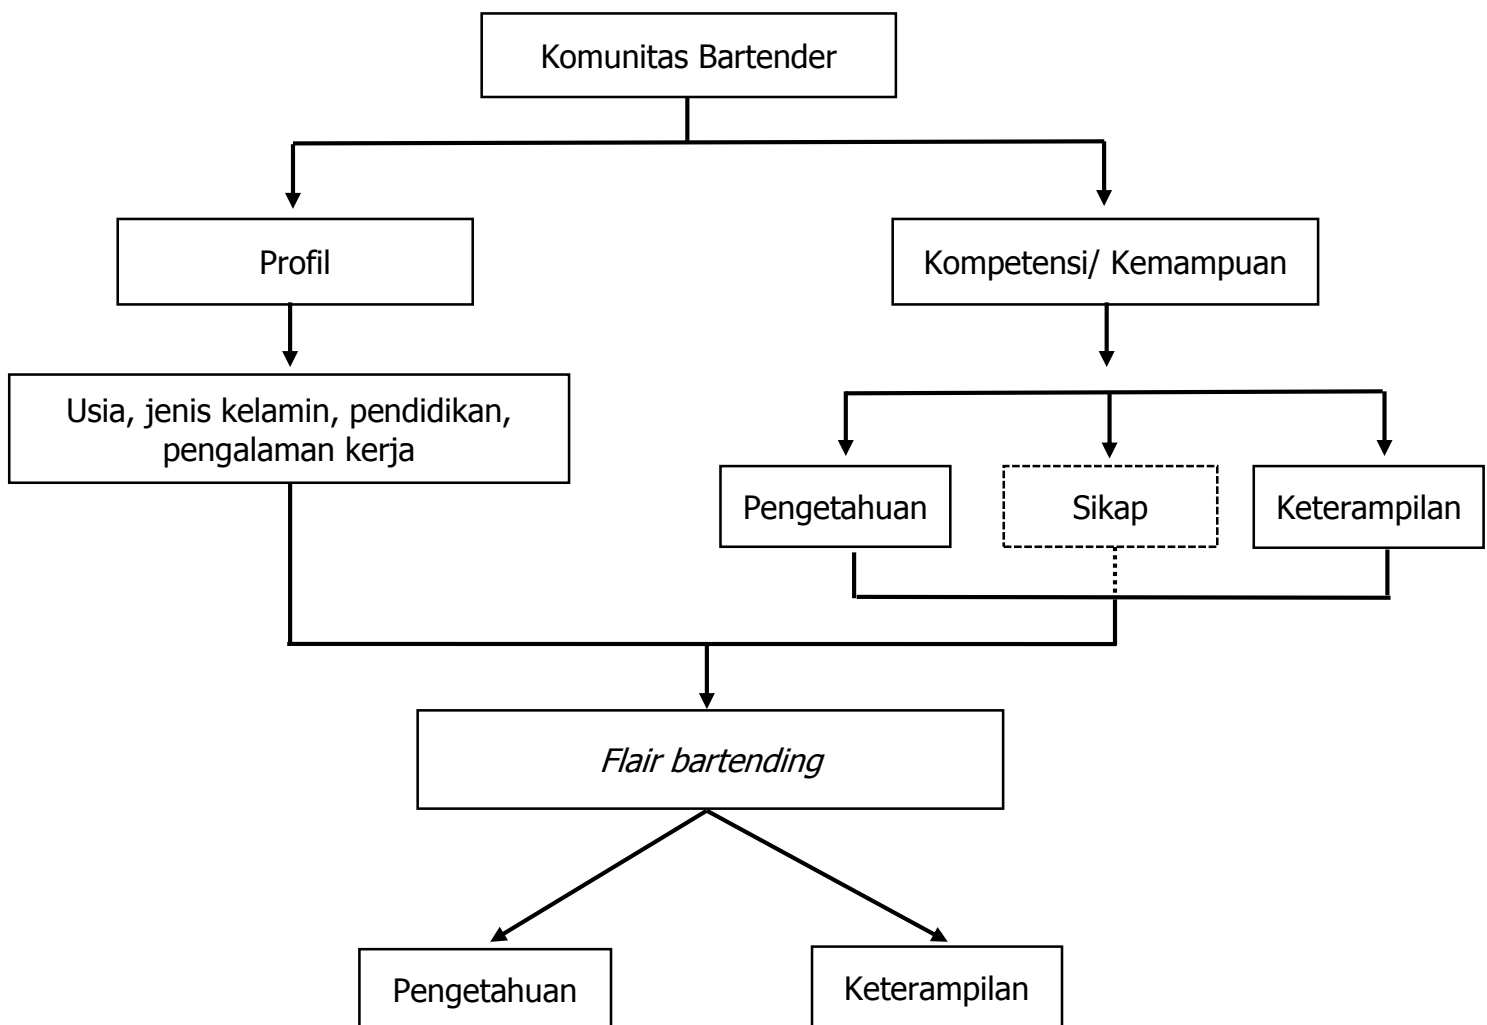 Komunitas Bartender
Profil
Kompetensi/ Kemampuan
Usia, jenis kelamin, pendidikan,
pengalaman kerja
Pengetahuan
Sikap
Keterampilan
Flair bartending
Pengetahuan
Keterampilan